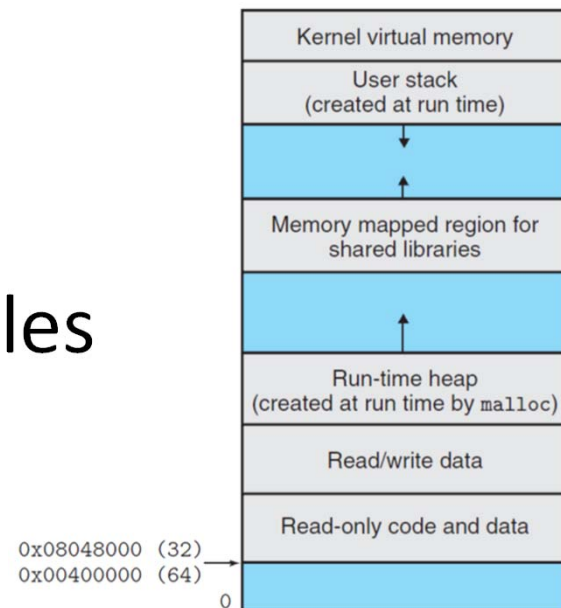 Kernel virtual memory
User stack
(created at run time)
Memory mapped region for
shared libraries
les
Run-time heap
(created at run time by malloc)
Read/write data
Read-only code and data
0x08048000 (32)
0x00400000 (64)
0